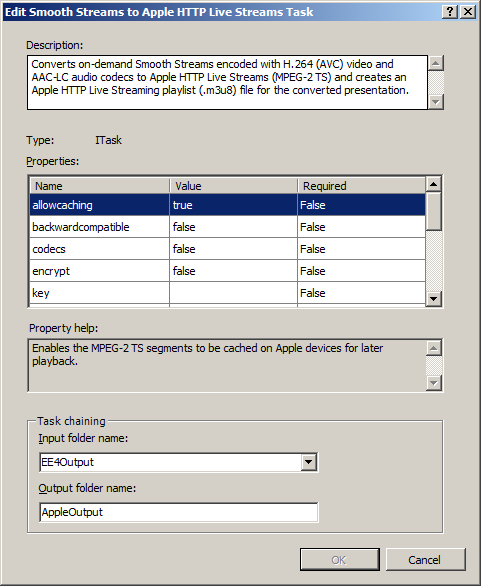 Edit Smooth Streams to Apple HTTP Live Streams Task
Description:
Converts on-demand Smooth Streams encoded with H.264 (AVC) video and
AAC-LC audio codecs to Apple HTTP Live Streams (MPEG-2 TS) and creates an
Apple HTTP Live Streaming playlist (.m3u8) file for the converted presentation.
Type: ITask
Properties:
Name Value Required
allowcaching true False
backwardcompatible false False
codecs false False
encrypt false False
key False
Property help:
Enables the MPEG-2 TS segments to be cached on Apple devices for later
playback.
Task chaining
Input folder name:
EE4Output
Output folder name:
AppleOutput
OK Cancel